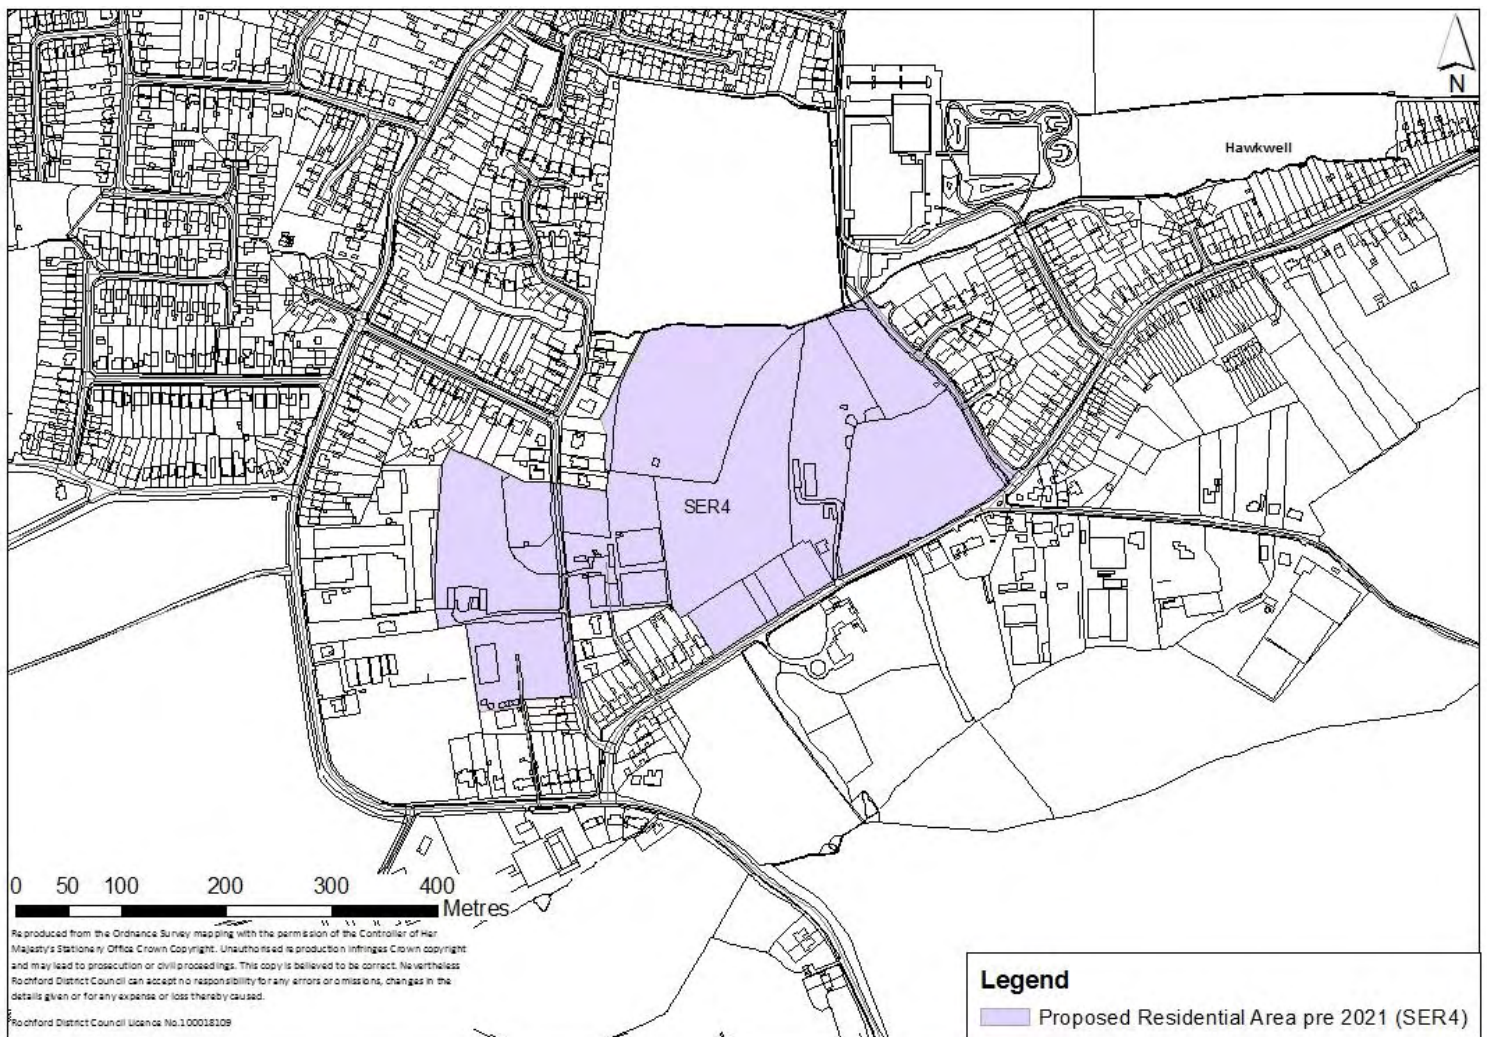 N
Hawkwell
SER4
0 50 100 200 300 400
Metres
Reproduced from the Ordnance Survey mapping with the permission of the Controller of Her
Majesty's Stationery Office Crown Copyright. Unauthorised reproduction infringes Crown copyright
and may lead to prosecution or civil proceedings. This copy is believed to be correct. Nevertheless
Rochford District Council can accept no responsibility for any errors or omissions, changes in the
details given or for any expense or loss thereby caused.
Rochford District Council Licence No.100018109
Legend
Proposed Residential Area pre 2021 (SER4)